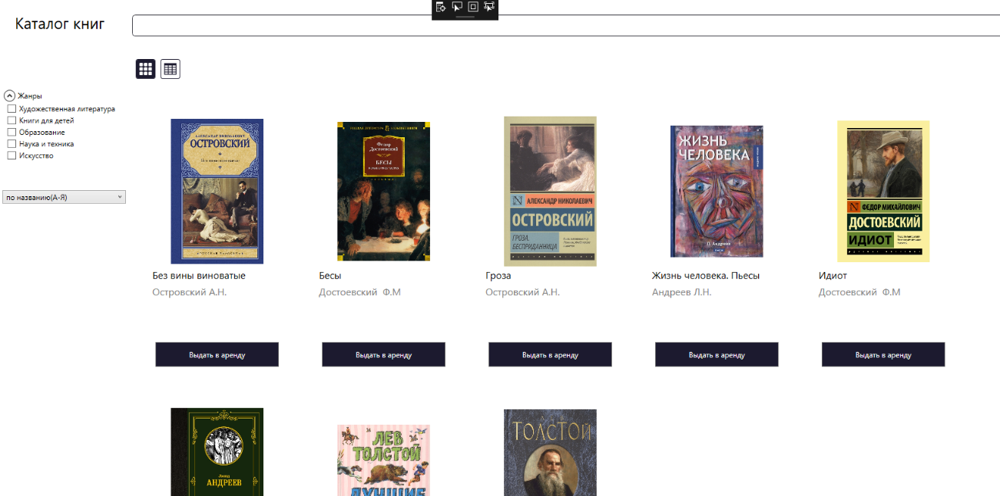 Каталог книг
Жанры
Художественная литература
Книги для детей
Образование
Наука и техника
Искусство
по названию(А-Я)
АЛЕКСАНДР НИКОЛАЕВИЧ
ОСТРОВСКИЙ
Без вины виноватые
Островский А.Н.
Выдать в аренду
Федор
Достоевский
БЕСЫ
Бесы
Достоевский Ф.М
Выдать в аренду
АЛЕКСАНДР НИКОЛАЕВИЧ
ОСТРОВСКИЙ
ГРОЗА.
БЕСПРИДАННИЦА
Гроза
Островский А.Н.
Выдать в аренду
ЖИЗНЬ
ЧЕЛОВЕКА
Л. Андреев
Жизнь человека. Пьесы
Андреев Л.Н.
Выдать в аренду
ФЕДОР МИХАЙЛОВИЧ
ДОСТОЕВСКИЙ
ИДИОТ
Идиот
Достоевский Ф.М
Выдать в аренду
АНДРЕЕВ
ЛЕВ
ТОЛСТОЙ
ЛУЧШИЕ
ТОЛСТОЙ